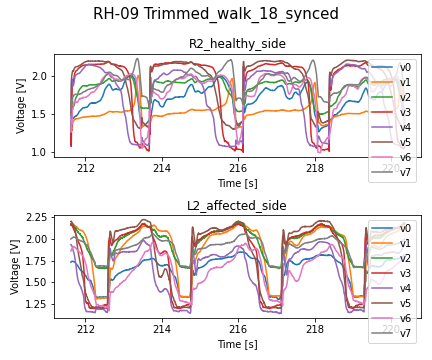 RH-09 Trimmed_walk_18_synced
R2_healthy_side
Voltage [V]
2.0
1.5
1.0
212
214
216
218
220
Time [s]
v0
v1
v2
v3
v4
v5
v6
v7
L2_affected_side
Voltage [V]
2.25
2.00
1.75
1.50
1.25
212
214
216
218
220
Time [s]
v0
v1
v2
v3
v4
v5
v6
v7